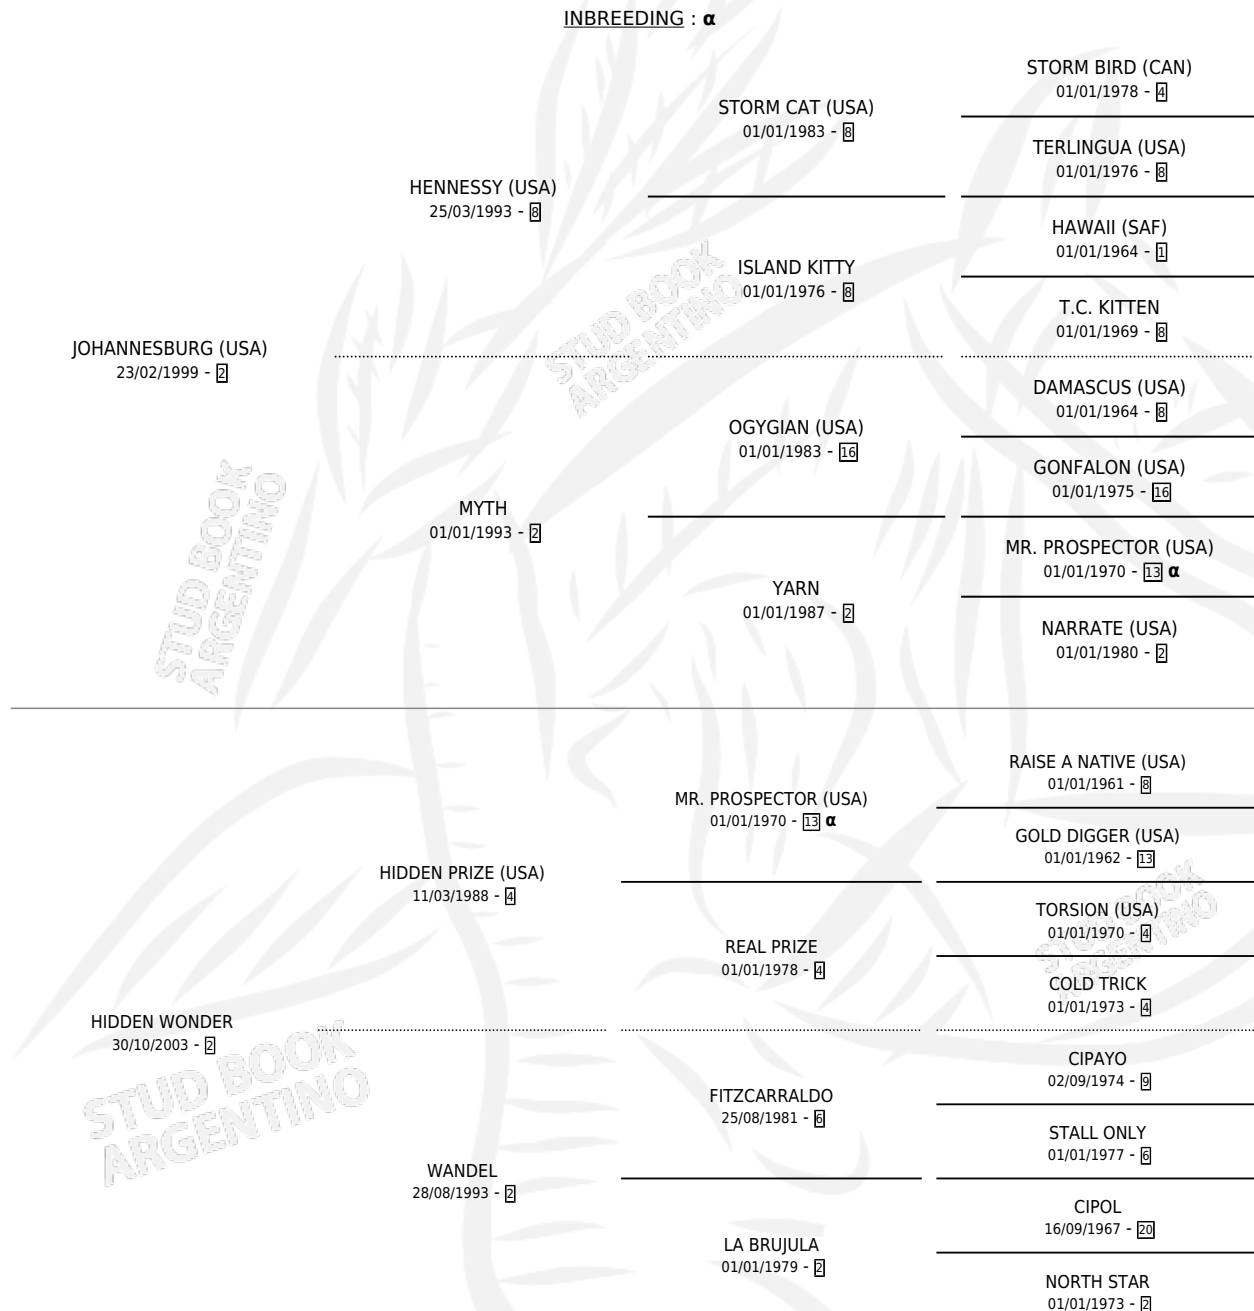 INBREEDING : α
STORM BIRD (CAN)
01/01/1978 - 4
STORM CAT (USA)
01/01/1983 - 8
TERLINGUA (USA)
01/01/1976 - 8
HENNESSY (USA)
25/03/1993 - 8
HAWAII (SAF)
01/01/1964 - 1
ISLAND KITTY
01/01/1976 - 8
T.C. KITTEN
01/01/1969 - 8
JOHANNESBURG (USA)
23/02/1999 - 2
DAMASCUS (USA)
01/01/1964 - 8
OGYGIAN (USA)
01/01/1983 - 16
GONFALON (USA)
01/01/1975 - 16
MYTH
01/01/1993 - 2
MR. PROSPECTOR (USA)
01/01/1970 - 13 α
YARN
01/01/1987 - 2
NARRATE (USA)
01/01/1980 - 2
RAISE A NATIVE (USA)
01/01/1961 - 8
MR. PROSPECTOR (USA)
01/01/1970 - 13 α
GOLD DIGGER (USA)
01/01/1962 - 13
HIDDEN PRIZE (USA)
11/03/1988 - 4
TORSION (USA)
01/01/1970 - 4
REAL PRIZE
01/01/1978 - 4
COLD TRICK
01/01/1973 - 4
HIDDEN WONDER
30/10/2003 - 2
CIPAYO
02/09/1974 - 9
FITZCARRALDO
25/08/1981 - 6
STALL ONLY
01/01/1977 - 6
WANDEL
28/08/1993 - 2
CIPOL
16/09/1967 - 20
LA BRUJULA
01/01/1979 - 2
NORTH STAR
01/01/1973 - 2
STUD BOOK
ARGENTINO
STUD BOOK
ARGENTINO
STUD BOOK
ARGENTINO
STUD BOOK
ARGENTINO